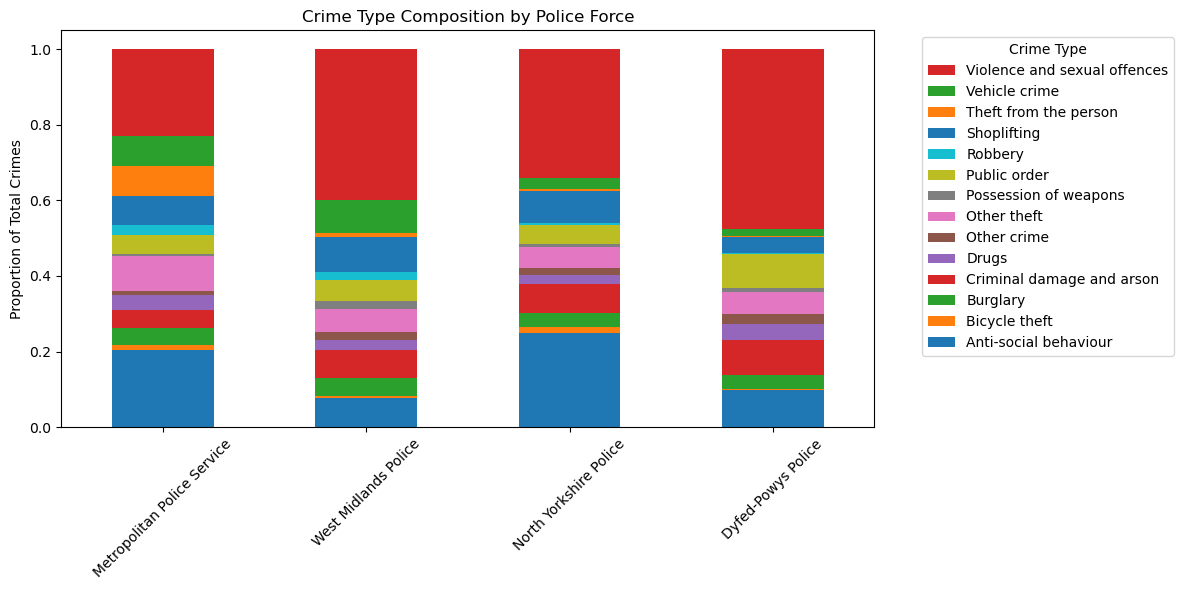 Crime Type Composition by Police Force
Proportion of Total Crimes
1.0
0.8
0.6
0.4
0.2
0.0
Metropolitan Police Service
West Midlands Police
North Yorkshire Police
Dyfed-Powys Police
Crime Type
Violence and sexual offences
Vehicle crime
Theft from the person
Shoplifting
Robbery
Public order
Possession of weapons
Other theft
Other crime
Drugs
Criminal damage and arson
Burglary
Bicycle theft
Anti-social behaviour